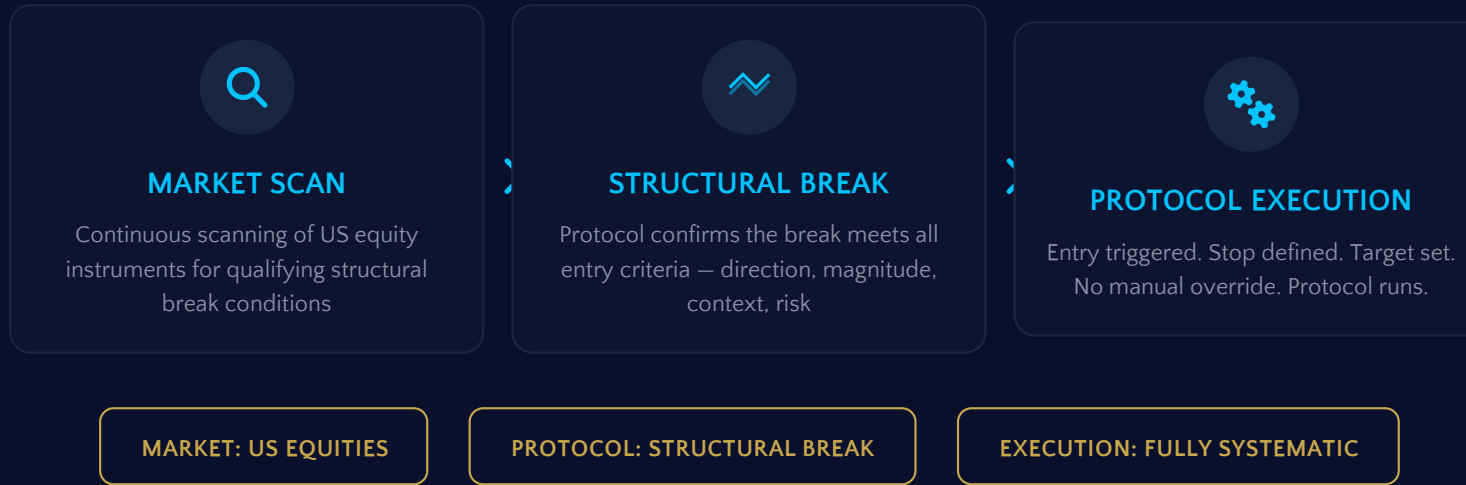 MARKET SCAN
Continuous scanning of US equity
instruments for qualifying structural
break conditions
STRUCTURAL BREAK
Protocol confirms the break meets all
entry criteria — direction, magnitude,
context, risk
PROTOCOL EXECUTION
Entry triggered. Stop defined. Target set.
No manual override. Protocol runs.
MARKET: US EQUITIES
PROTOCOL: STRUCTURAL BREAK
EXECUTION: FULLY SYSTEMATIC